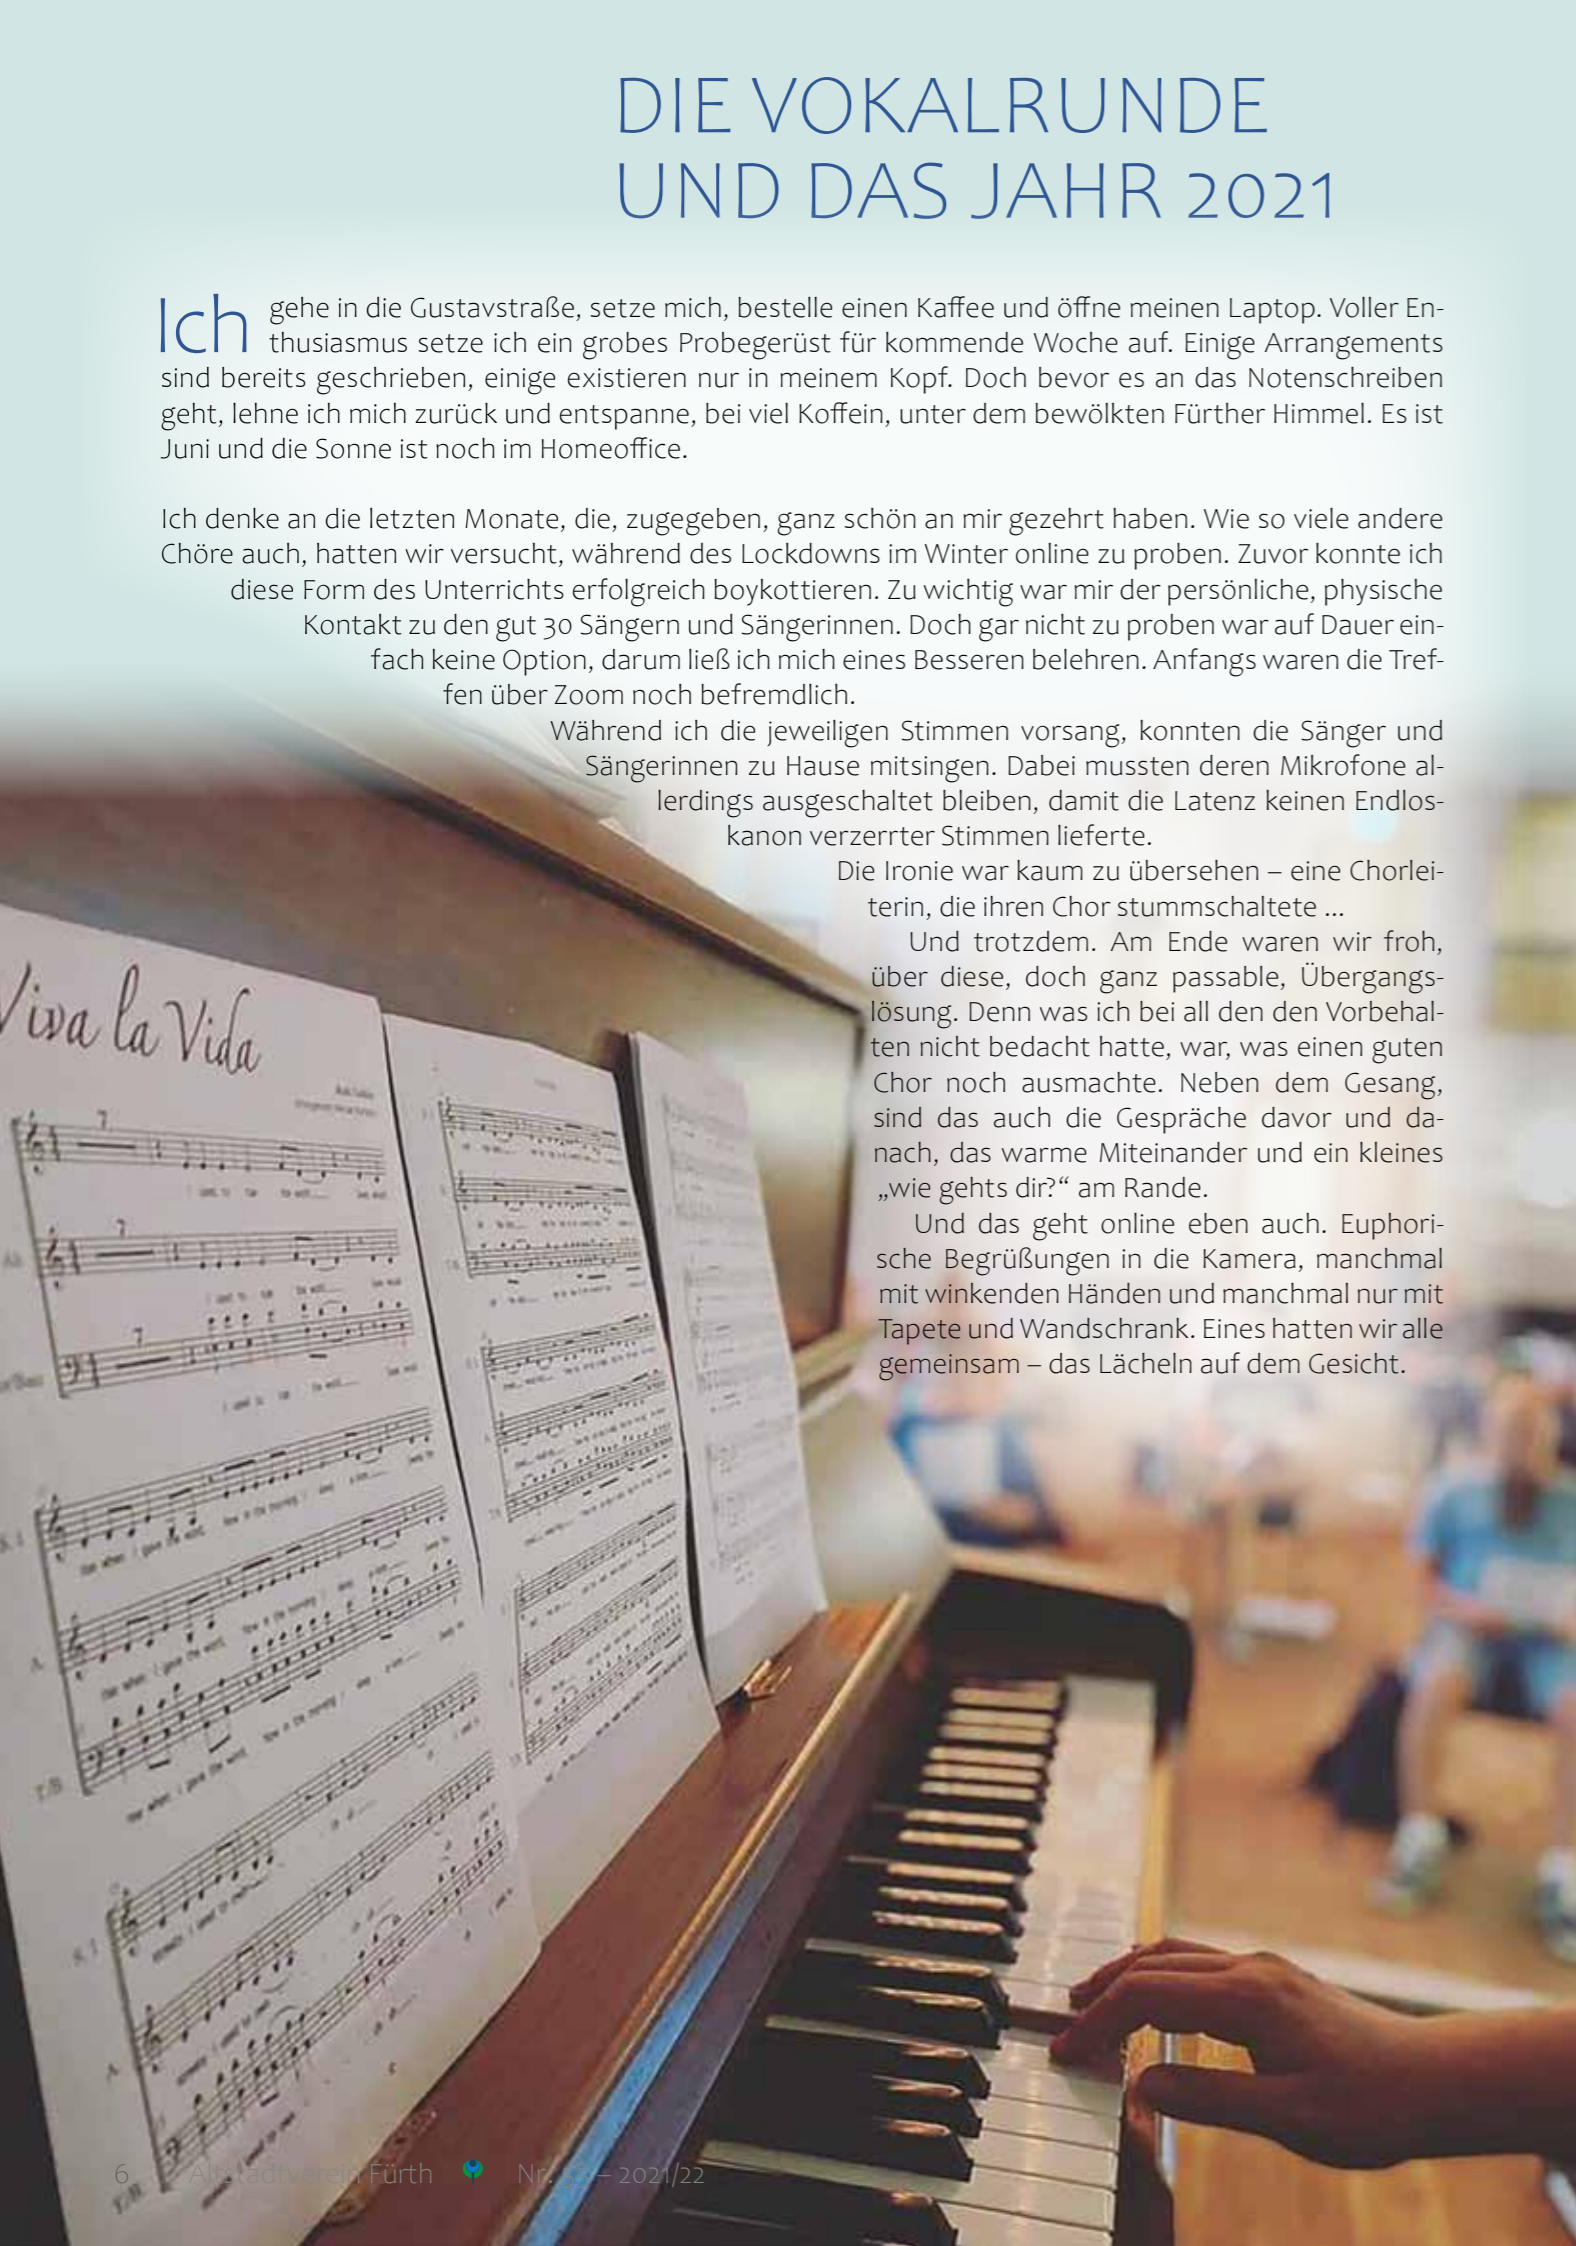 DIE VOKALRUNDE
UND DAS JAHR 2021
Ich gehe in die Gustavstraße, setze mich, bestelle einen Kaffee und öffne meinen Laptop. Voller En-
thusiasmus setze ich ein grobes Probegerüst für kommende Woche auf. Einige Arrangements
sind bereits geschrieben, einige existieren nur in meinem Kopf. Doch bevor es an das Notenschreiben
geht, lehne ich mich zurück und entspanne, bei viel Koffein, unter dem bewölkten Fürther Himmel. Es ist
Juni und die Sonne ist noch im Homeoffice.
Ich denke an die letzten Monate, die, zugegeben, ganz schön an mir gezehrt haben. Wie so viele andere
Chöre auch, hatten wir versucht, während des Lockdowns im Winter online zu proben. Zuvor konnte ich
diese Form des Unterrichts erfolgreich boykottieren. Zu wichtig war mir der persönliche, physische
Kontakt zu den gut 30 Sängern und Sängerinnen. Doch gar nicht zu proben war auf Dauer ein-
fach keine Option, darum ließ ich mich eines Besseren belehren. Anfangs waren die Tref-
fen über Zoom noch befremdlich.
Während ich die jeweiligen Stimmen vorsang, konnten die Sänger und
Sängerinnen zu Hause mitsingen. Dabei mussten deren Mikrofone al-
lerdings ausgeschaltet bleiben, damit die Latenz keinen Endlos-
kanon verzerrter Stimmen lieferte.
Die Ironie war kaum zu übersehen – eine Chorlei-
terin, die ihren Chor stummschaltete ...
Und trotzdem. Am Ende waren wir froh,
über diese, doch ganz passable, Übergangs-
lösung. Denn was ich bei all den den Vorbehal-
ten nicht bedacht hatte, war, was einen guten
Chor noch ausmachte. Neben dem Gesang,
sind das auch die Gespräche davor und da-
nach, das warme Miteinander und ein kleines
„wie gehts dir?“ am Rande.
Und das geht online eben auch. Euphori-
sche Begrüßungen in die Kamera, manchmal
mit winkenden Händen und manchmal nur mit
Tapete und Wandschrank. Eines hatten wir alle
gemeinsam – das Lächeln auf dem Gesicht.
Viva la Vida
6 Altstadtverein Fürth Nr. – 2021/22